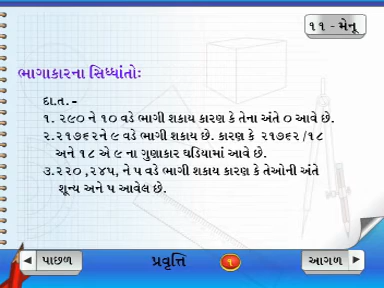 ૧૧ - મેનૂ
ભાગાકારના સિધ્ધાંતોઃ
દા.ત. -
૧. ૨૯૦ ને ૧૦ વડે ભાગી શકાય કારણ કે તેના અંતે ૦ આવે છે.
૨.૨૧૭૬૨ને ૯ વડે ભાગી શકાય છે. કારણ કે ૨૧૭૬૨ /૧૮
અને ૧૮ એ ૯ ના ગુણાકાર ઘડિયામાં આવે છે.
૩.૨૨૦ ,૨૪૫, ને ૫ વડે ભાગી શકાય કારણ કે તેઓની અંતે
શૂન્ય અને ૫ આવેલ છે.
પાછળ
પ્રવૃત્તિ
૧
આગળ